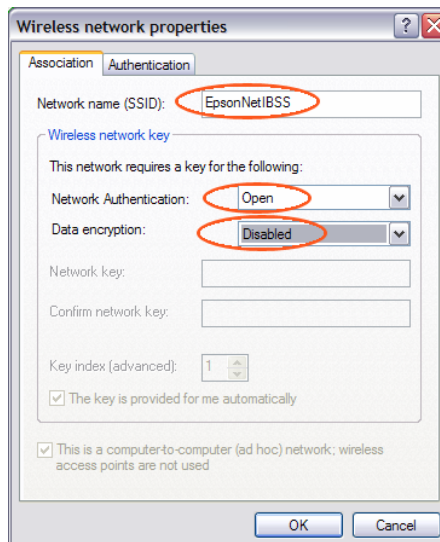 Wireless network properties
Association
Authentication
Network name (SSID):
EpsonNetIBSS
Wireless network key
This network requires a key for the following:
Network Authentication:
Open
Data encryption:
Disabled
Network key:
Confirm network key:
Key index (advanced):
1
The key is provided for me automatically
This is a computer-to-computer (ad hoc) network; wireless
access points are not used
OK
Cancel